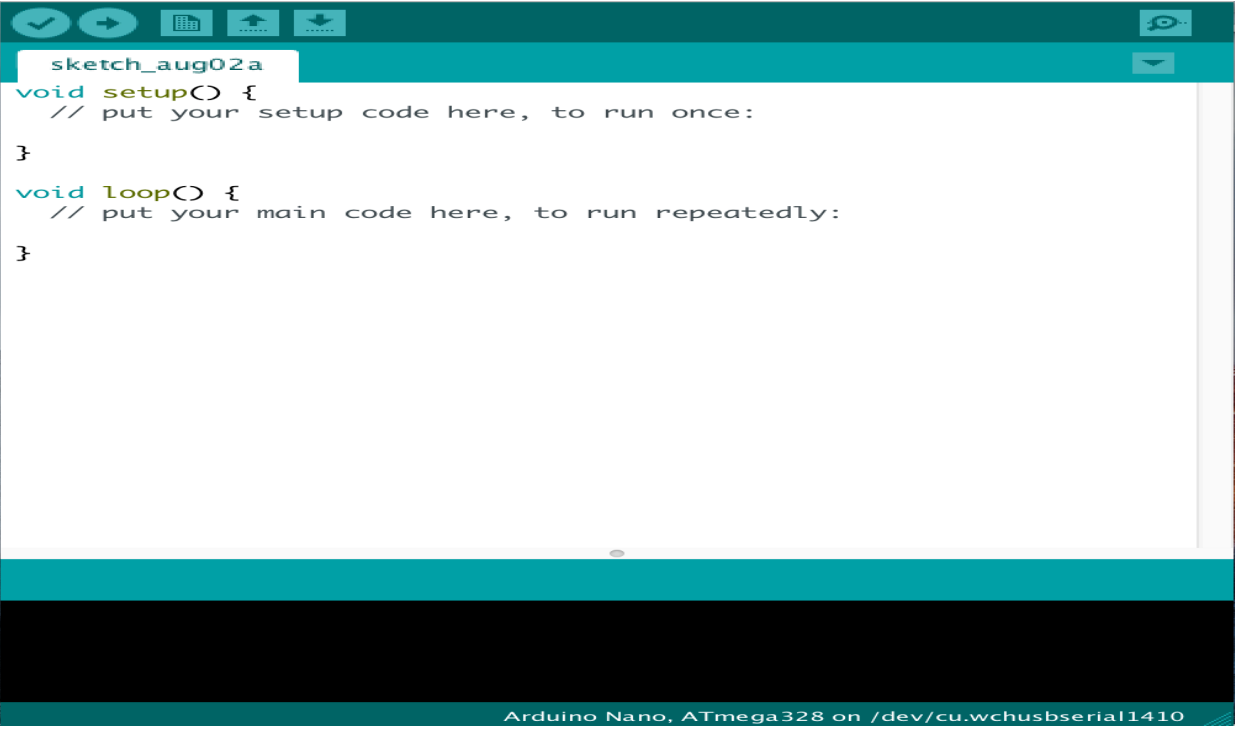 sketch_aug02a
void setup() {
  // put your setup code here, to run once:
}
void loop() {
  // put your main code here, to run repeatedly:
}
Arduino Nano, ATmega328 on /dev/cu.wchusbserial1410